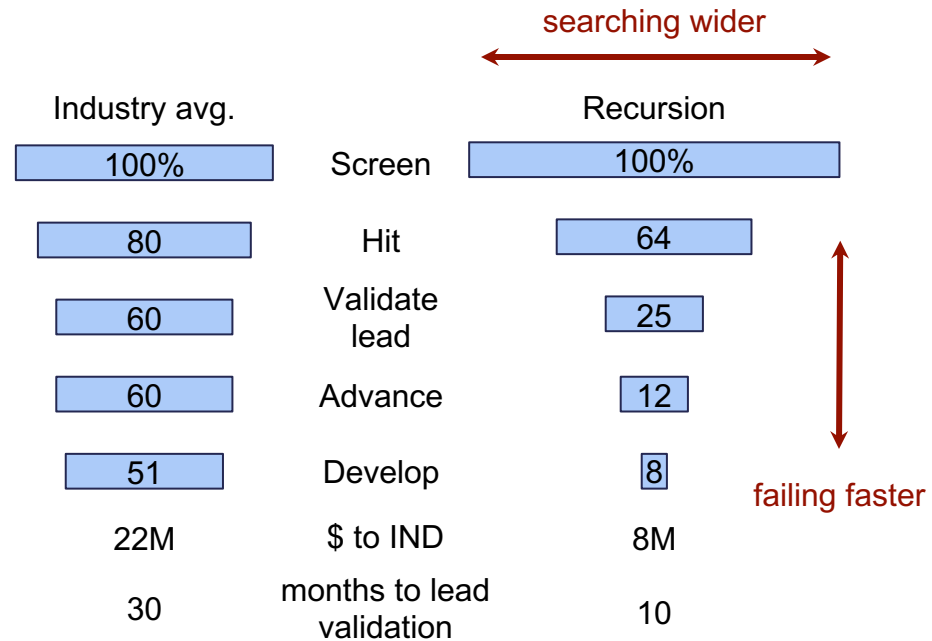 searching wider
Industry avg.
Recursion
100%
Screen
100%
80
Hit
64
60
Validate
lead
25
60
Advance
12
51
Develop
8
failing faster
22M
$ to IND
8M
30
months to lead
validation
10